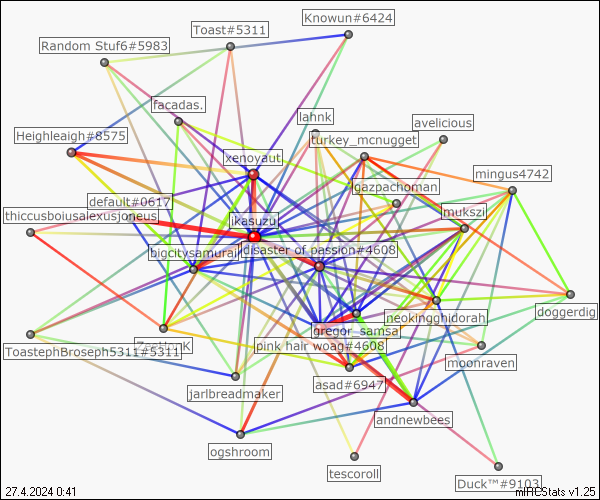 Knowun#6424
Toast#5311
Random Stuf6#5983
facadas.
lahnk
avelicious
Heighleaigh#8575
turkey_mcnugget
xenoyaut
mingus4742
gazpachoman
default#0617
thiccusboiusalexusjoneus
mukszi
ikasuzu
bigcitysamurai
disaster of passion#4608
doggerdig
neokingghidorah
gregor_samsa
ToastephBroseph5311#5311
pink hair woag#4608
moonraven
asad#6947
jarlbreadmaker
andnewbees
ogshroom
tescoroll
Duck™#9103
27.4.2024 0:41
mIRCStats v1.25